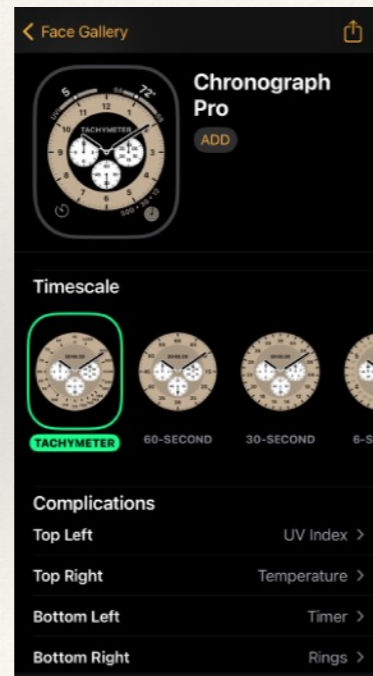 Face Gallery
Chronograph
Pro
ADD
TACHYMETER
Timescale
TACHYMETER
60-SECOND
30-SECOND
6-S
Complications
Top Left
UV Index
Top Right
Temperature
Bottom Left
Timer
Bottom Right
Rings